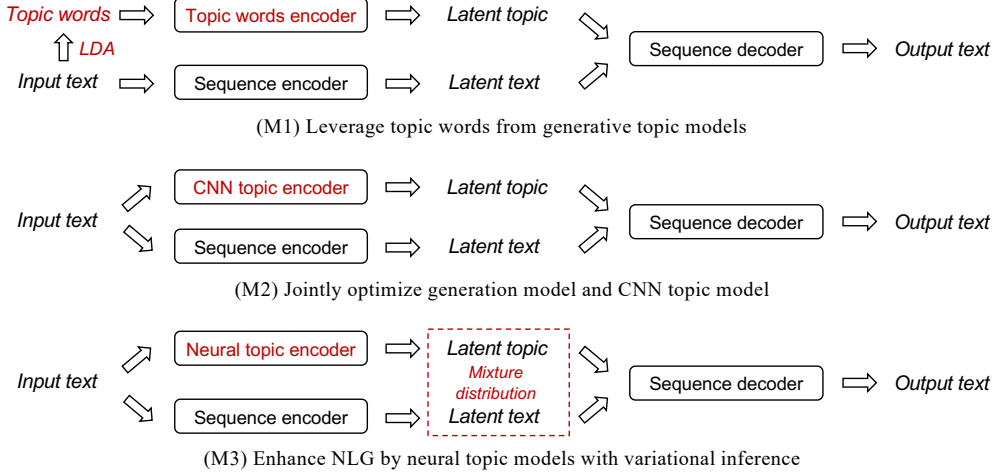 Topic words
Topic words encoder
Latent topic
LDA
Sequence decoder
Output text
Input text
Sequence encoder
Latent text
(M1) Leverage topic words from generative topic models
CNN topic encoder
Latent topic
Input text
Sequence decoder
Output text
Sequence encoder
Latent text
(M2) Jointly optimize generation model and CNN topic model
Neural topic encoder
Latent topic
Input text
Mixture
distribution
Sequence decoder
Output text
Sequence encoder
Latent text
(M3) Enhance NLG by neural topic models with variational inference